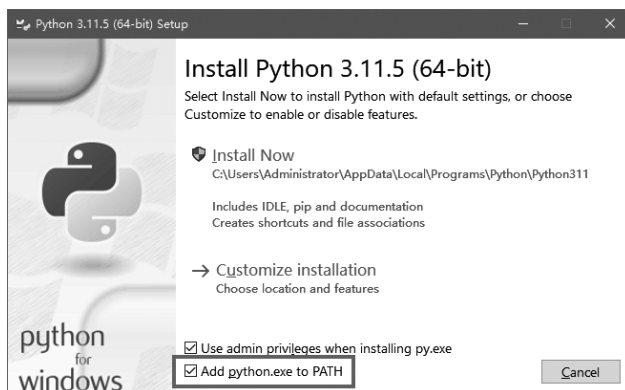 Python 3.11.5 (64-bit) Setup
Install Python 3.11.5 (64-bit)
Select Install Now to install Python with default settings, or choose
Customize to enable or disable features.
Install Now
C:\Users\Administrator\AppData\Local\Programs\Python\Python311
Includes IDLE, pip and documentation
Creates shortcuts and file associations
Customize installation
Choose location and features
python
for
windows
Use admin privileges when installing py.exe
Add python.exe to PATH
Cancel